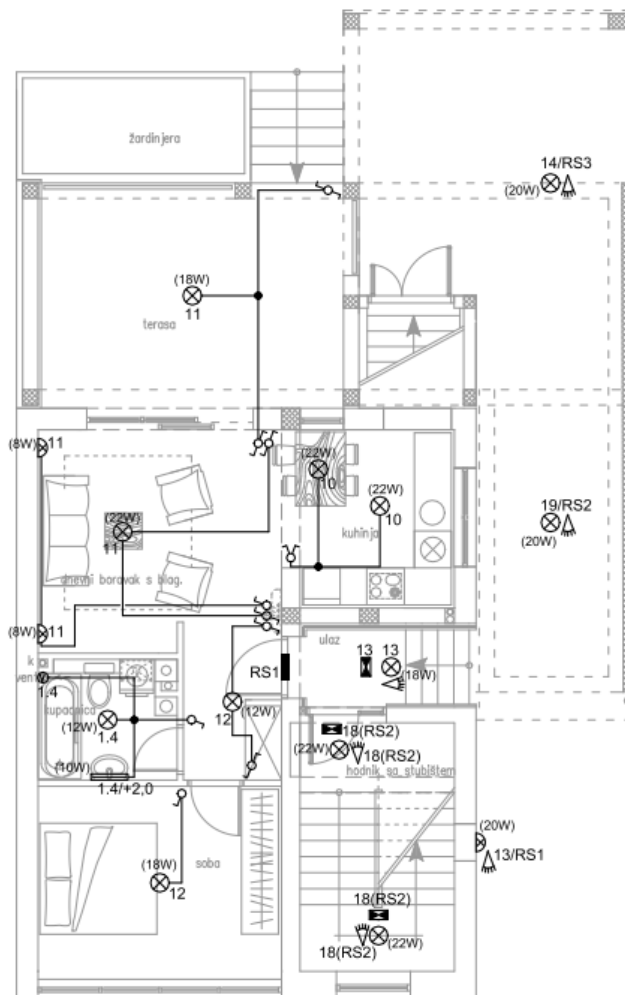 žardinjera
14/RS3
(20W)
(18W)
11
terasa
(8W)
11
(22W)
10
(22W)
10
kuhinja
19/RS2
(20W)
(22W)
11
dnevni boravak s blag.
(8W)
11
ulaz
13
13
(18W)
RS1
k
vent
1.4
kupaonica
(12W)
1.4
12
(12W)
18(RS2)
(22W)
18(RS2)
hodnik sa stubištem
(10W)
1.4/+2,0
(20W)
13/RS1
soba
(18W)
12
18(RS2)
18(RS2)
(22W)